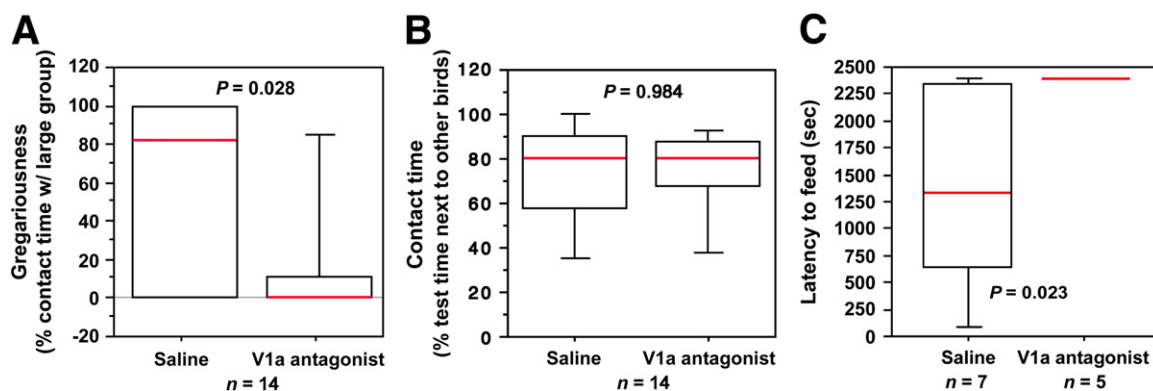 A
Gregariousness
(% contact time w/ large group)
120
100
80
60
40
20
0
-20
P = 0.028
Saline
V1a antagonist
n = 14
B
Contact time
(% test time next to other birds)
120
100
80
60
40
20
0
P = 0.984
Saline
V1a antagonist
n = 14
C
Latency to feed (sec)
2500
2250
2000
1750
1500
1250
1000
750
500
250
0
P = 0.023
Saline
V1a antagonist
n = 7
n = 5